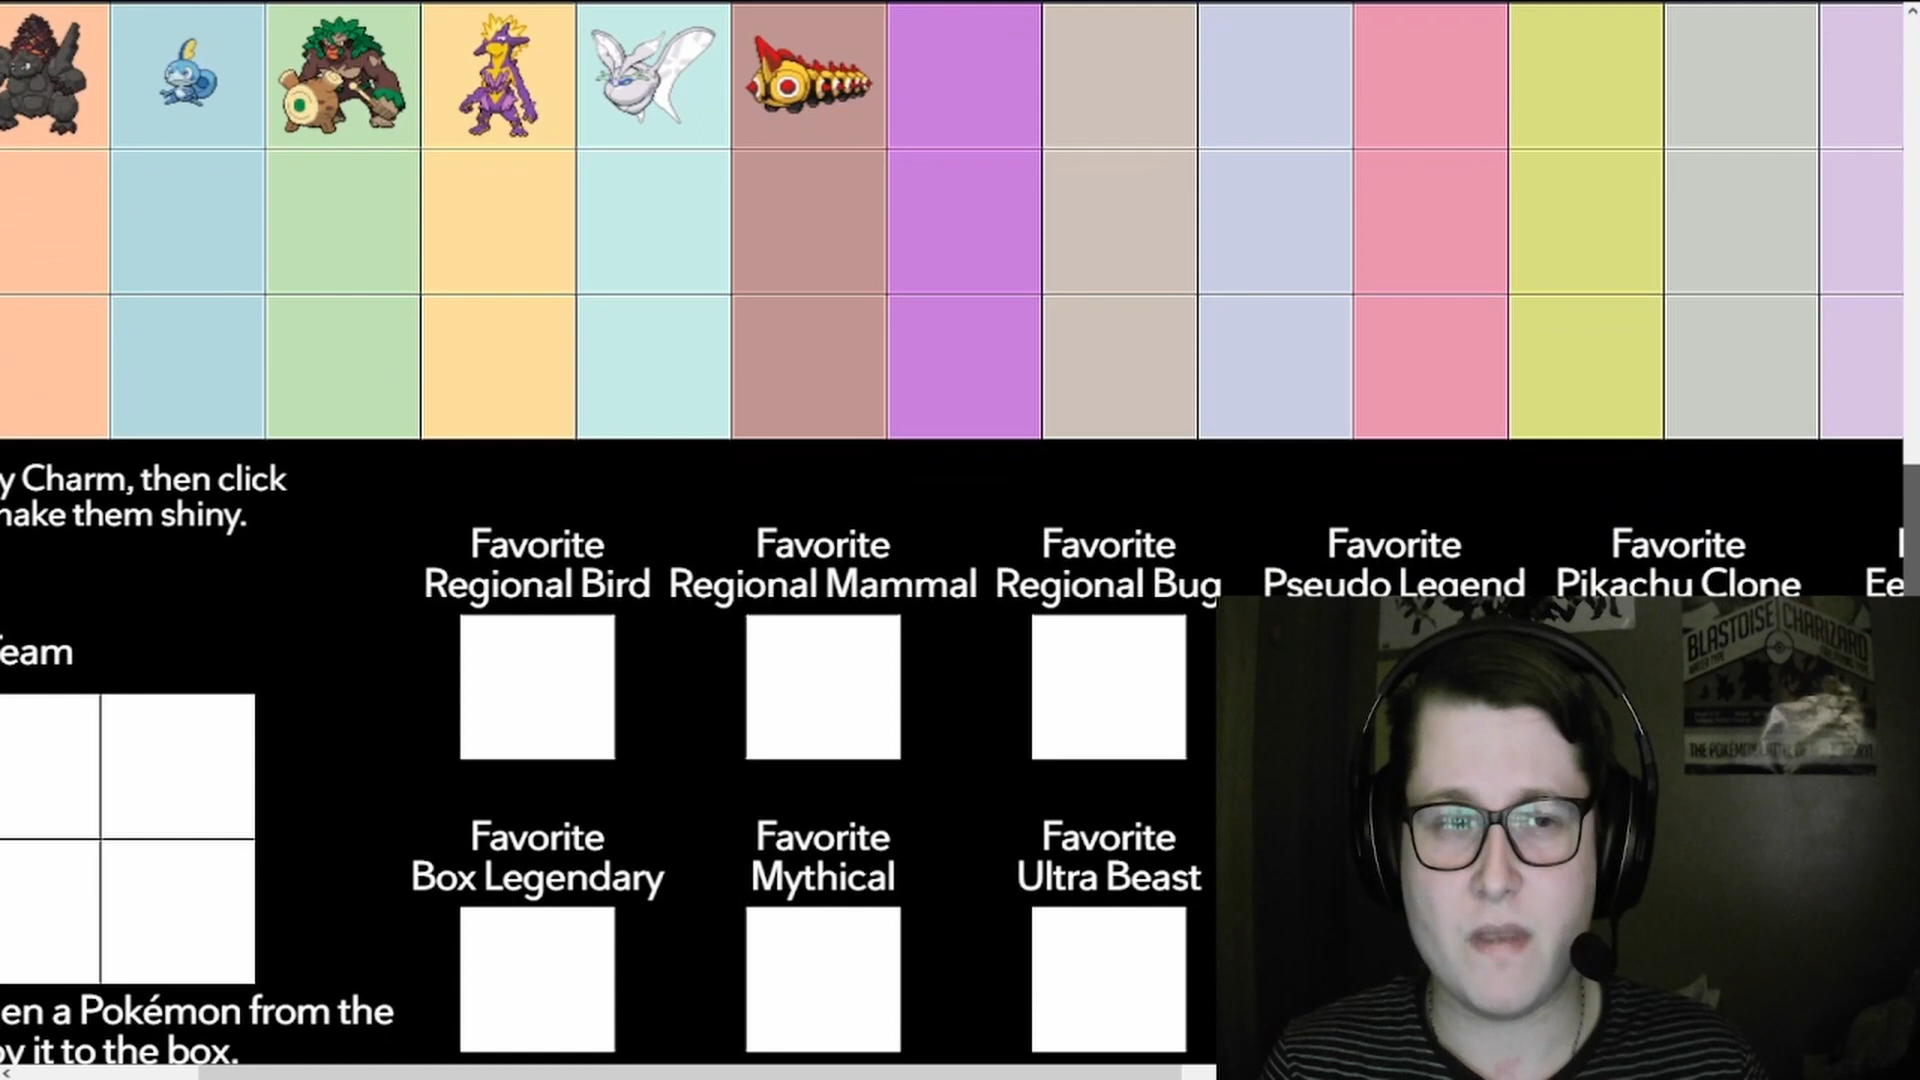 y Charm, then click
make them shiny.
Favorite
Regional Bird
Favorite
Regional Mammal
Favorite
Regional Bug
Favorite
Pseudo Legend
Favorite
Pikachu Clone
Ee
eam
BLASTOISE CHARIZARD
Favorite
Box Legendary
Favorite
Mythical
Favorite
Ultra Beast
en a Pokémon from the
it to the box.